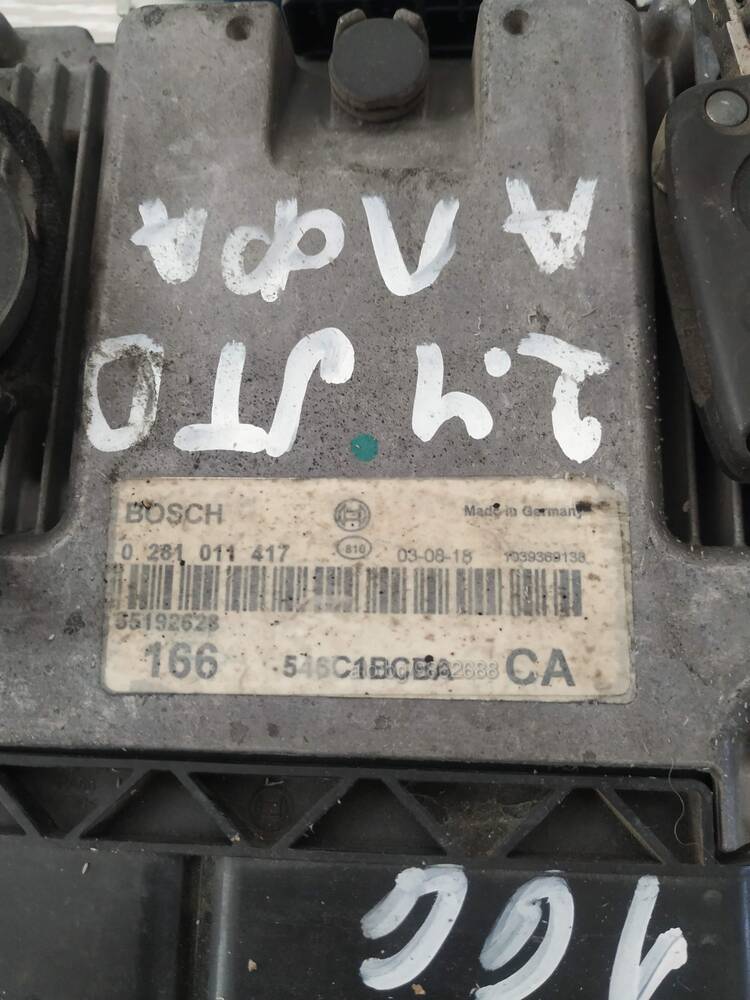 АЛФА
2.4 JTD
BOSCH
Made in Germany
0 281 011 417
816
03-08-18
1039369138
55192628
166
CA
166